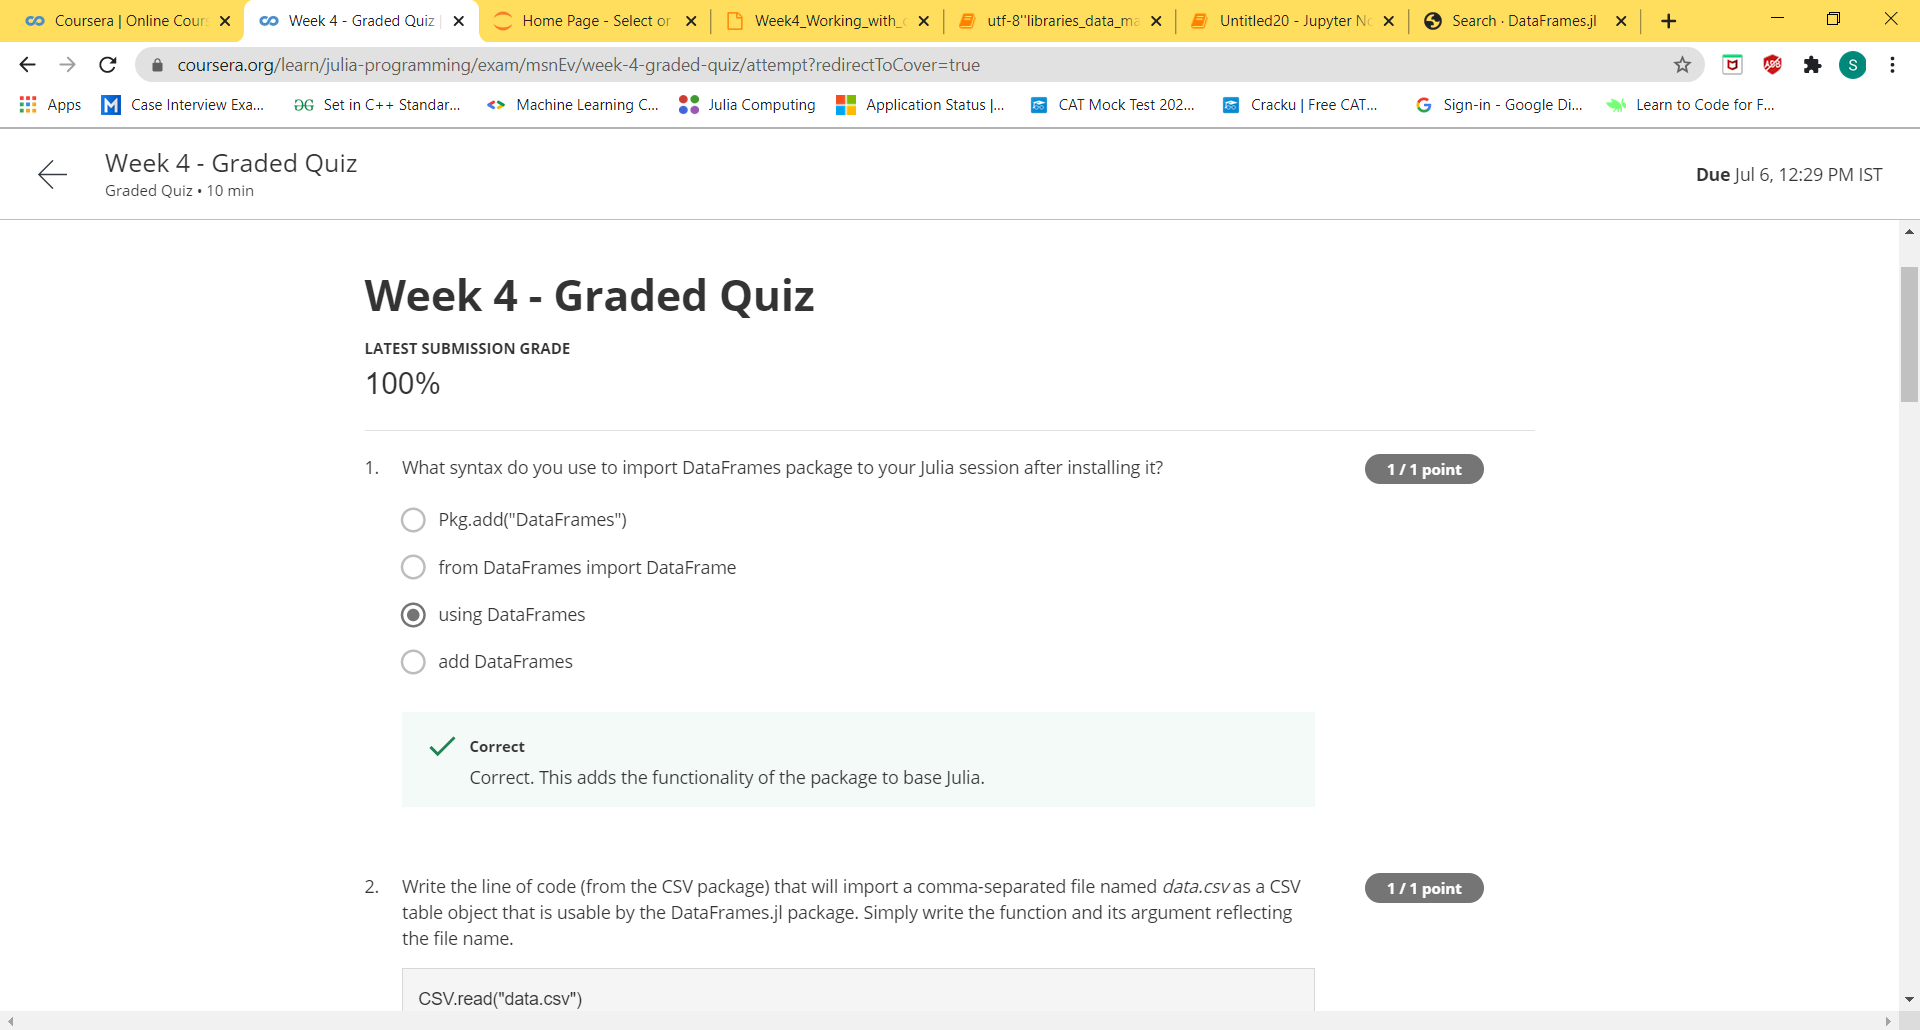 Coursera | Online Cours
Week 4 - Graded Quiz |
Home Page - Select or
Week4_Working_with_
utf-8''libraries_data_ma
Untitled20 - Jupyter No
Search · DataFrames.jl
coursera.org/learn/julia-programming/exam/msnEv/week-4-graded-quiz/attempt?redirectToCover=true
S
Apps
Case Interview Exa...
Set in C++ Standar...
Machine Learning C...
Julia Computing
Application Status |...
CAT Mock Test 202...
Cracku | Free CAT...
Sign-in - Google Di...
Learn to Code for F...
Week 4 - Graded Quiz
Graded Quiz • 10 min
Due Jul 6, 12:29 PM IST
Week 4 - Graded Quiz
LATEST SUBMISSION GRADE
100%
1. What syntax do you use to import DataFrames package to your Julia session after installing it?
1 / 1 point
Pkg.add("DataFrames")
from DataFrames import DataFrame
using DataFrames
add DataFrames
Correct
Correct. This adds the functionality of the package to base Julia.
2. Write the line of code (from the CSV package) that will import a comma-separated file named data.csv as a CSV
1 / 1 point
table object that is usable by the DataFrames.jl package. Simply write the function and its argument reflecting
the file name.
CSV.read("data.csv")